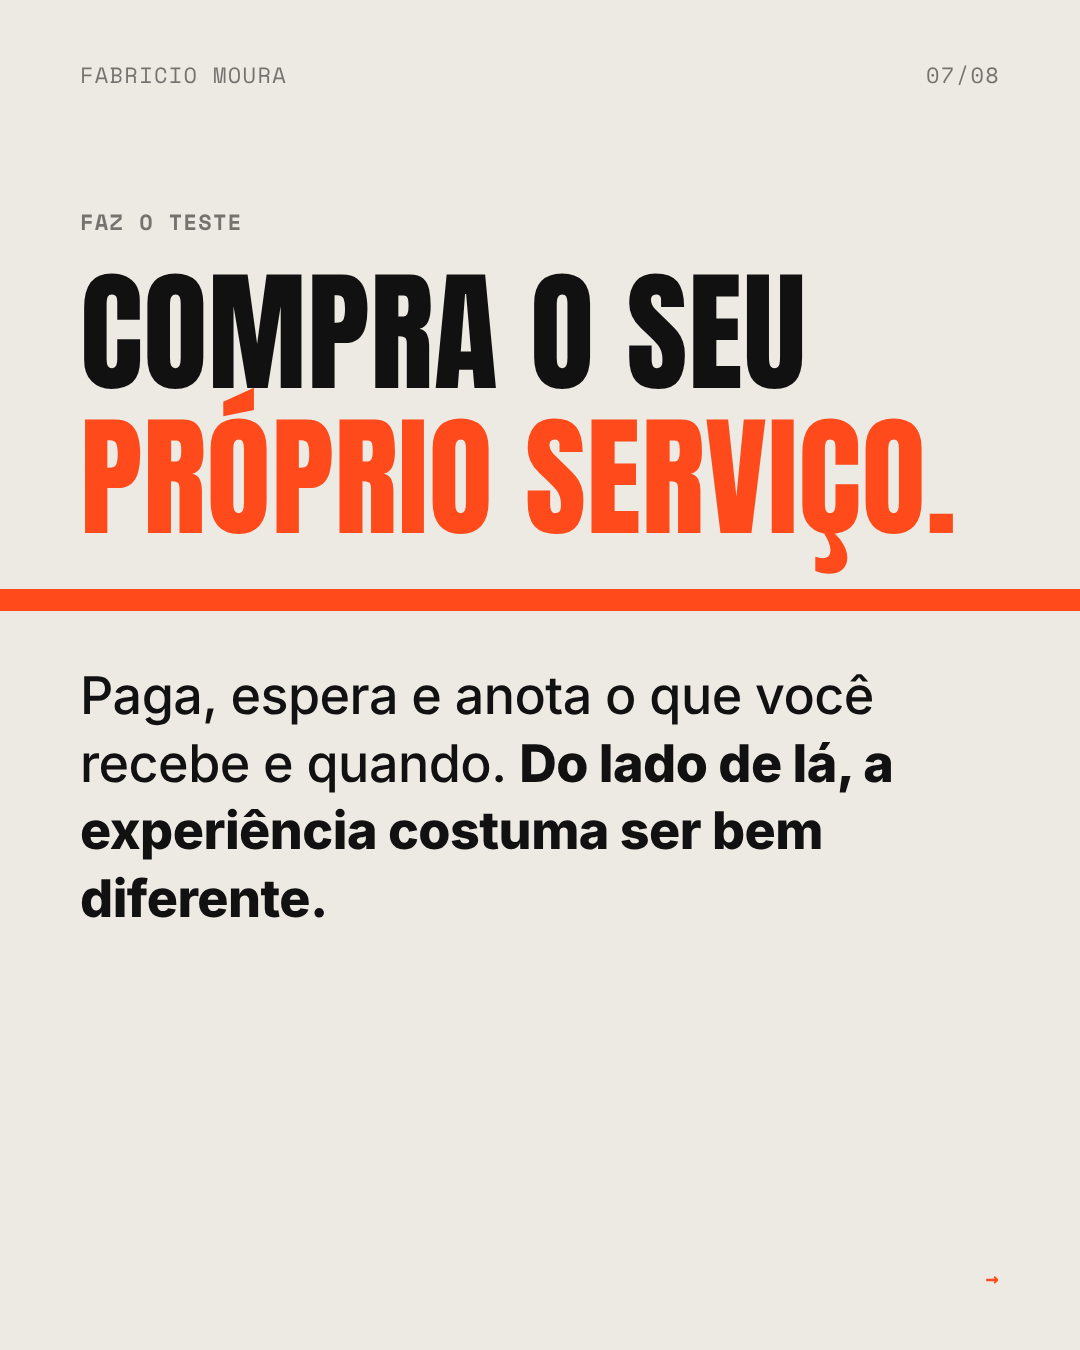 FABRICIO MOURA
07/08
FAZ O TESTE
COMPRA O SEU
PRÓPRIO SERVIÇO.
Paga, espera e anota o que você
recebe e quando. Do lado de lá, a
experiência costuma ser bem
diferente.
→